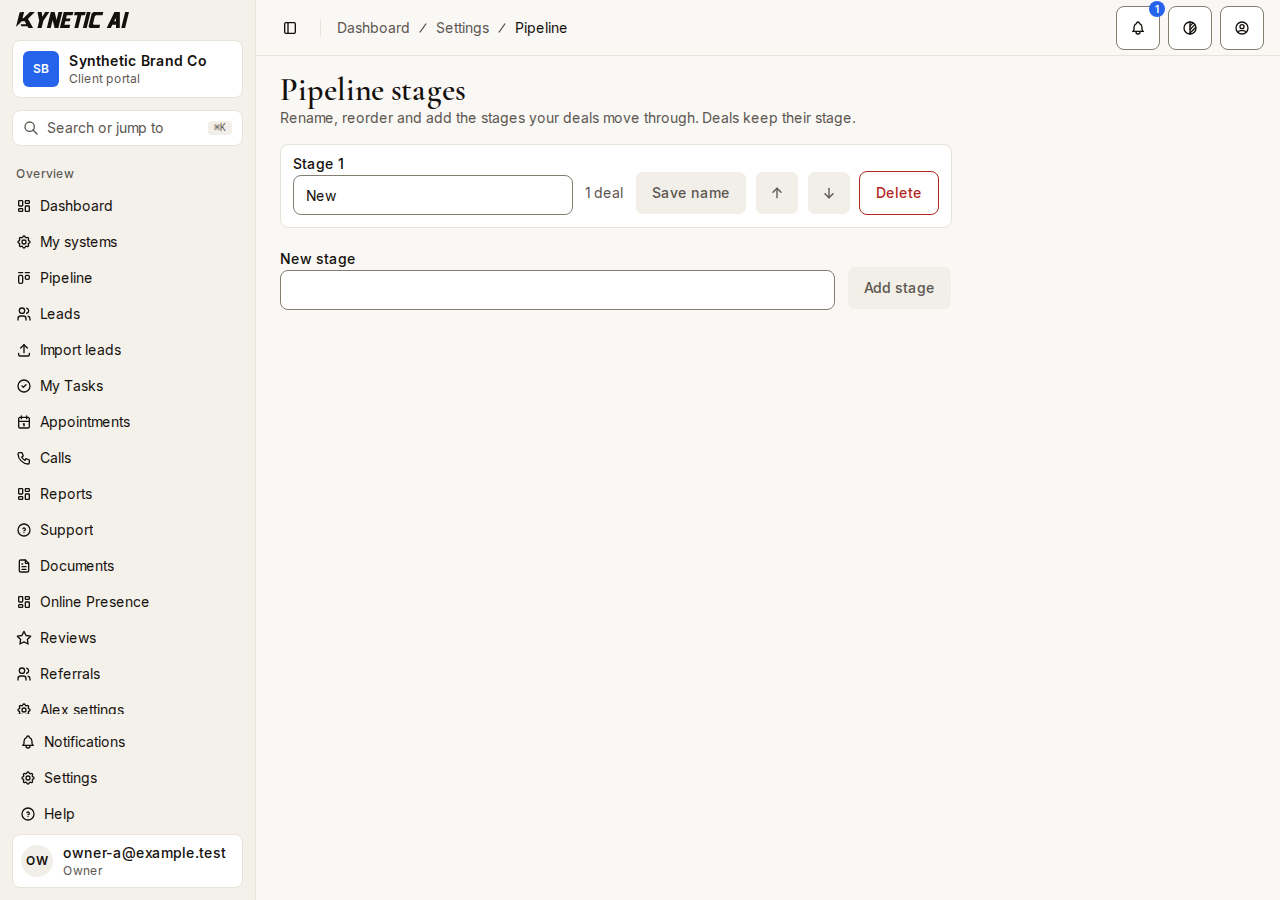 KYNETIC AI
SB
Synthetic Brand Co
Client portal
Search or jump to
⌘K
Overview
Dashboard
My systems
Pipeline
Leads
Import leads
My Tasks
Appointments
Calls
Reports
Support
Documents
Online Presence
Reviews
Referrals
Alex settings
Notifications
Settings
Help
OW
owner-a@example.test
Owner
Dashboard / Settings / Pipeline
1
Pipeline stages
Rename, reorder and add the stages your deals move through. Deals keep their stage.
Stage 1
New
1 deal
Save name
↑
↓
Delete
New stage
Add stage